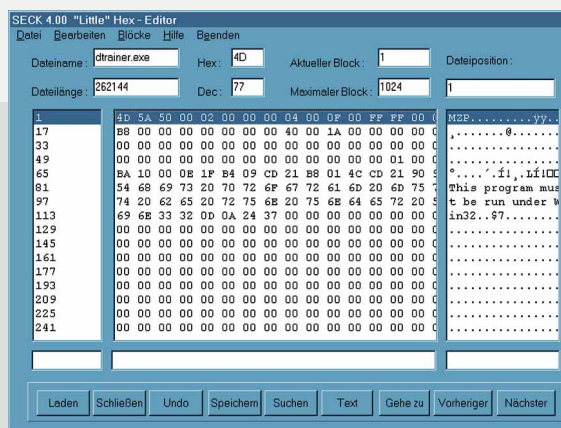 SECK 4.00 "Little" Hex - Editor
Datei Bearbeiten Blöcke Hilfe Beenden
Dateiname : dtrainer.exe Hex : 4D Aktueller Block : 1 Dateiposition :
Dateilänge : 262144 Dec : 77 Maximaler Block : 1024 1
1 4D 5A 50 00 02 00 00 00 04 00 0F 00 FF FF 00 MZP.........ÿÿ..
17 B8 00 00 00 00 00 00 00 40 00 1A 00 00 00 00 ¸.......@.......
33 00 00 00 00 00 00 00 00 00 00 00 00 00 00 00 ................
49 00 00 00 00 00 00 00 00 00 00 00 00 00 01 00 ................
65 BA 10 00 0E 1F B4 09 CD 21 B8 01 4C CD 21 90 º....´.Í!¸.LÍ!
81 54 68 69 73 20 70 72 6F 67 72 61 6D 20 6D 75 This program mus
97 74 20 62 65 20 72 75 6E 20 75 6E 64 65 72 20 t be run under W
113 69 6E 33 32 0D 0A 24 37 00 00 00 00 00 00 00 in32..$7........
129 00 00 00 00 00 00 00 00 00 00 00 00 00 00 00 ................
145 00 00 00 00 00 00 00 00 00 00 00 00 00 00 00 ................
161 00 00 00 00 00 00 00 00 00 00 00 00 00 00 00 ................
177 00 00 00 00 00 00 00 00 00 00 00 00 00 00 00 ................
193 00 00 00 00 00 00 00 00 00 00 00 00 00 00 00 ................
209 00 00 00 00 00 00 00 00 00 00 00 00 00 00 00 ................
225 00 00 00 00 00 00 00 00 00 00 00 00 00 00 00 ................
241 00 00 00 00 00 00 00 00 00 00 00 00 00 00 00 ................
Laden Schließen Undo Speichern Suchen Text Gehe zu Vorheriger Nächster